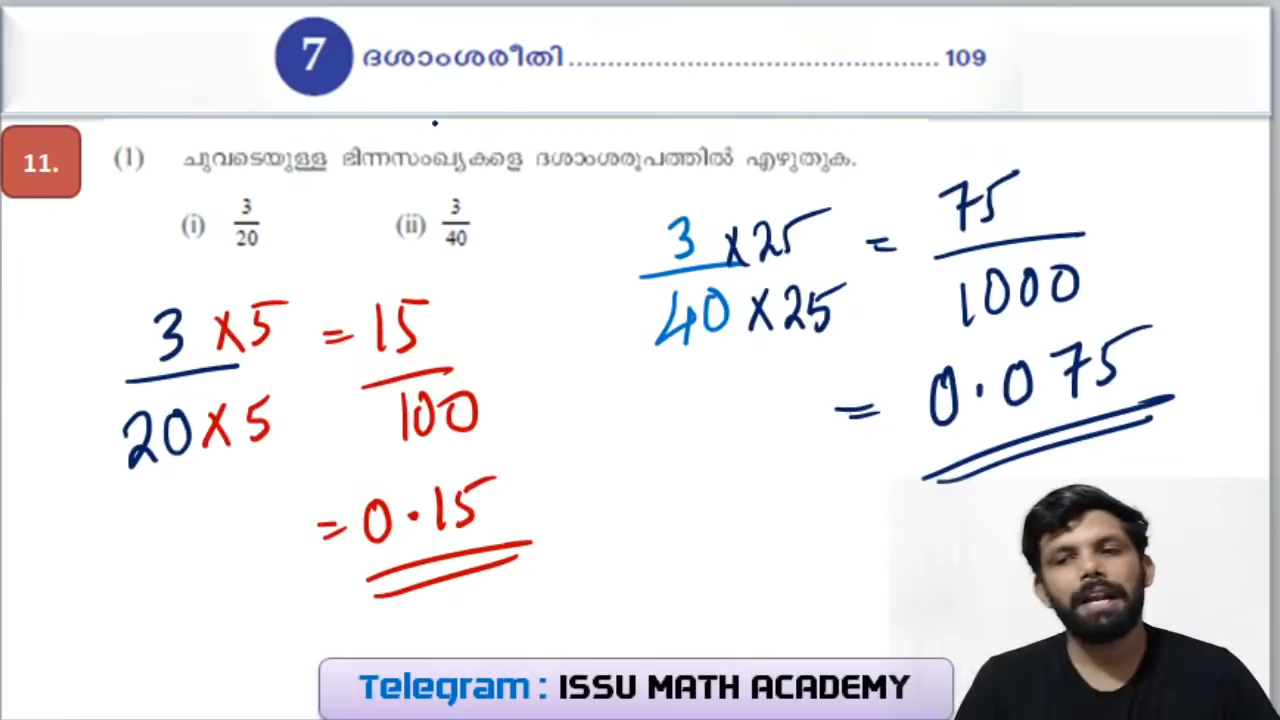 7 ദശാംശരീതി ................................................ 109
11. (1) ചുവടെയുള്ള ഭിന്നസംഖ്യകളെ ദശാംശരൂപത്തിൽ എഴുതുക.
(i) 3/20 (ii) 3/40
3 × 5 / 20 × 5 = 15 / 100
= 0.15
3 × 25 / 40 × 25 = 75 / 1000
= 0.075
Telegram : ISSU MATH ACADEMY